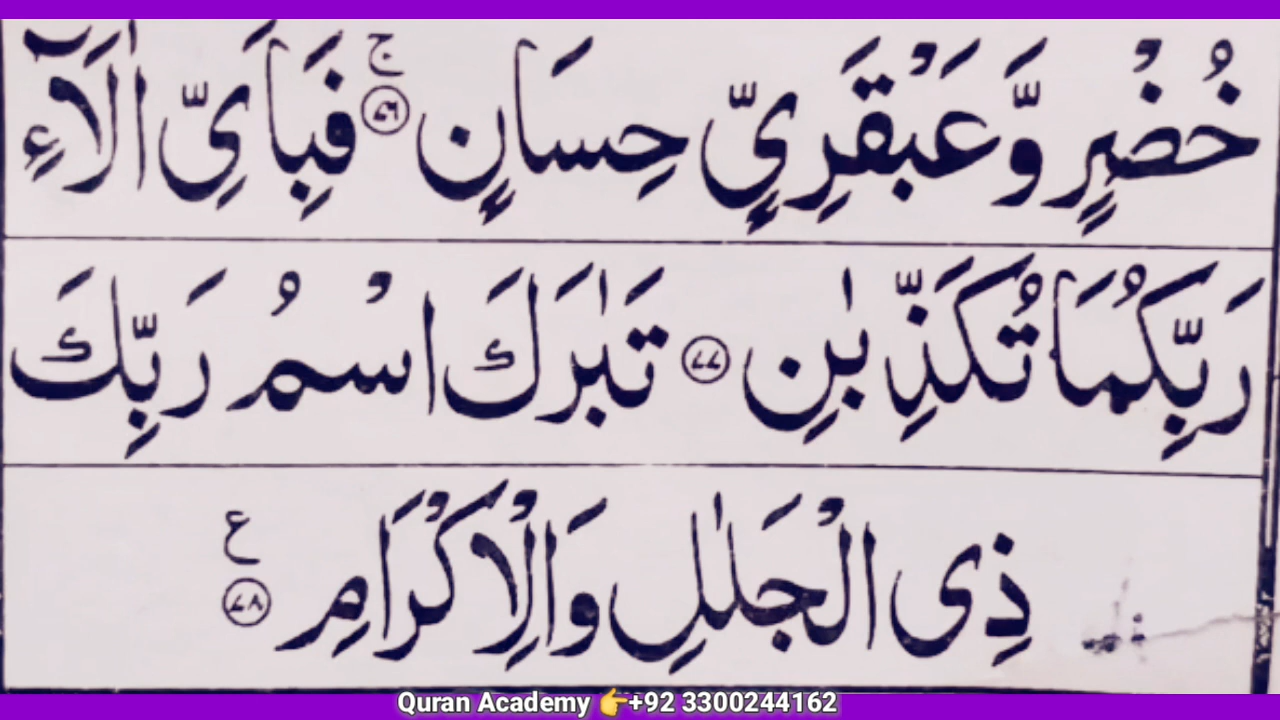 خُضْرٍ وَّعَبْقَرِیٍّ حِسَانٍ ۚ﴿۷۶﴾ فَبِاَیِّ اٰلَآءِ
رَبِّكُمَا تُكَذِّبٰنِ ﴿۷۷﴾ تَبٰرَكَ اسْمُ رَبِّكَ
ذِی الْجَلٰلِ وَالْاِكْرَامِ ﴿۷۸﴾ ع
Quran Academy 👉+92 3300244162